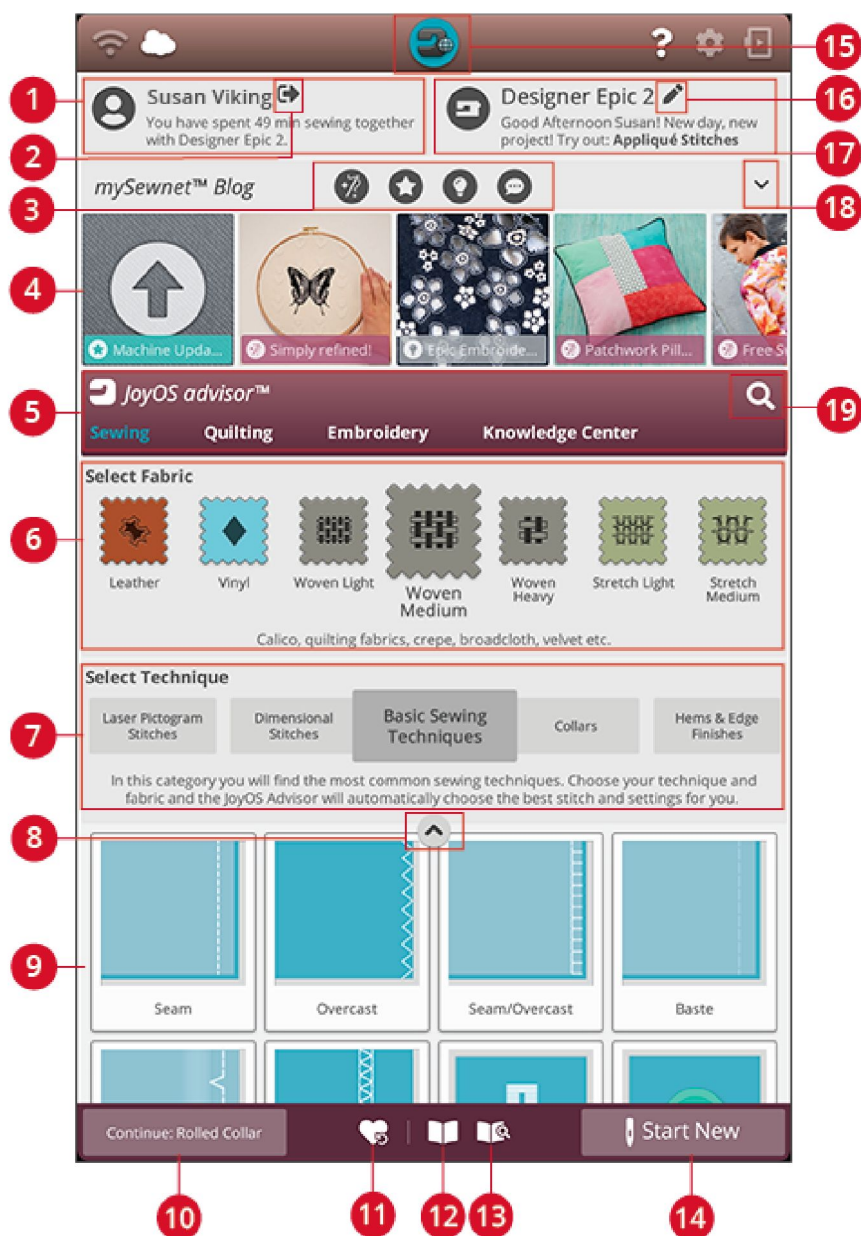 ?
15
1
Susan Viking
You have spent 49 min sewing together
with Designer Epic 2.
Designer Epic 2
Good Afternoon Susan! New day, new
project! Try out: Appliqué Stitches
16
2
17
3
mySewnet™ Blog
18
4
Machine Upda...
Simply refined!
Epic Embroide...
Patchwork Pill...
Free Su
5
JoyOS advisor™
19
Sewing Quilting Embroidery Knowledge Center
Select Fabric
6
Leather Vinyl Woven Light Woven Medium Woven Heavy Stretch Light Stretch Medium
Calico, quilting fabrics, crepe, broadcloth, velvet etc.
Select Technique
7
Laser Pictogram Stitches Dimensional Stitches Basic Sewing Techniques Collars Hems & Edge Finishes
In this category you will find the most common sewing techniques. Choose your technique and
fabric and the JoyOS Advisor will automatically choose the best stitch and settings for you.
8
9
Seam Overcast Seam/Overcast Baste
Continue: Rolled Collar
Start New
10 11 12 13 14